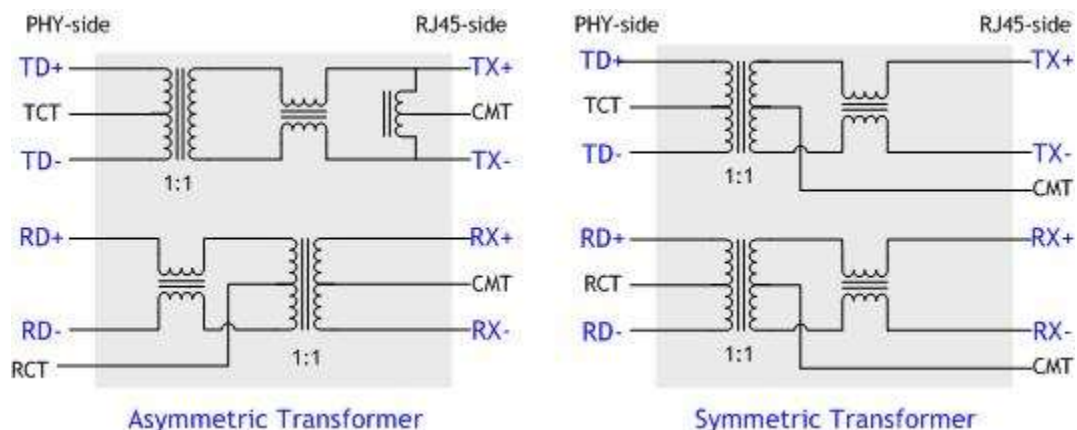 PHY-side RJ45-side PHY-side RJ45-side
TD+ TX+ TD+ TX+
TCT CMT TCT
TD- TX- TD- TX-
1:1 1:1 CMT
RD+ RX+ RD+ RX+
CMT RCT
RD- RX- RD- RX-
RCT 1:1 1:1 CMT
Asymmetric Transformer Symmetric Transformer